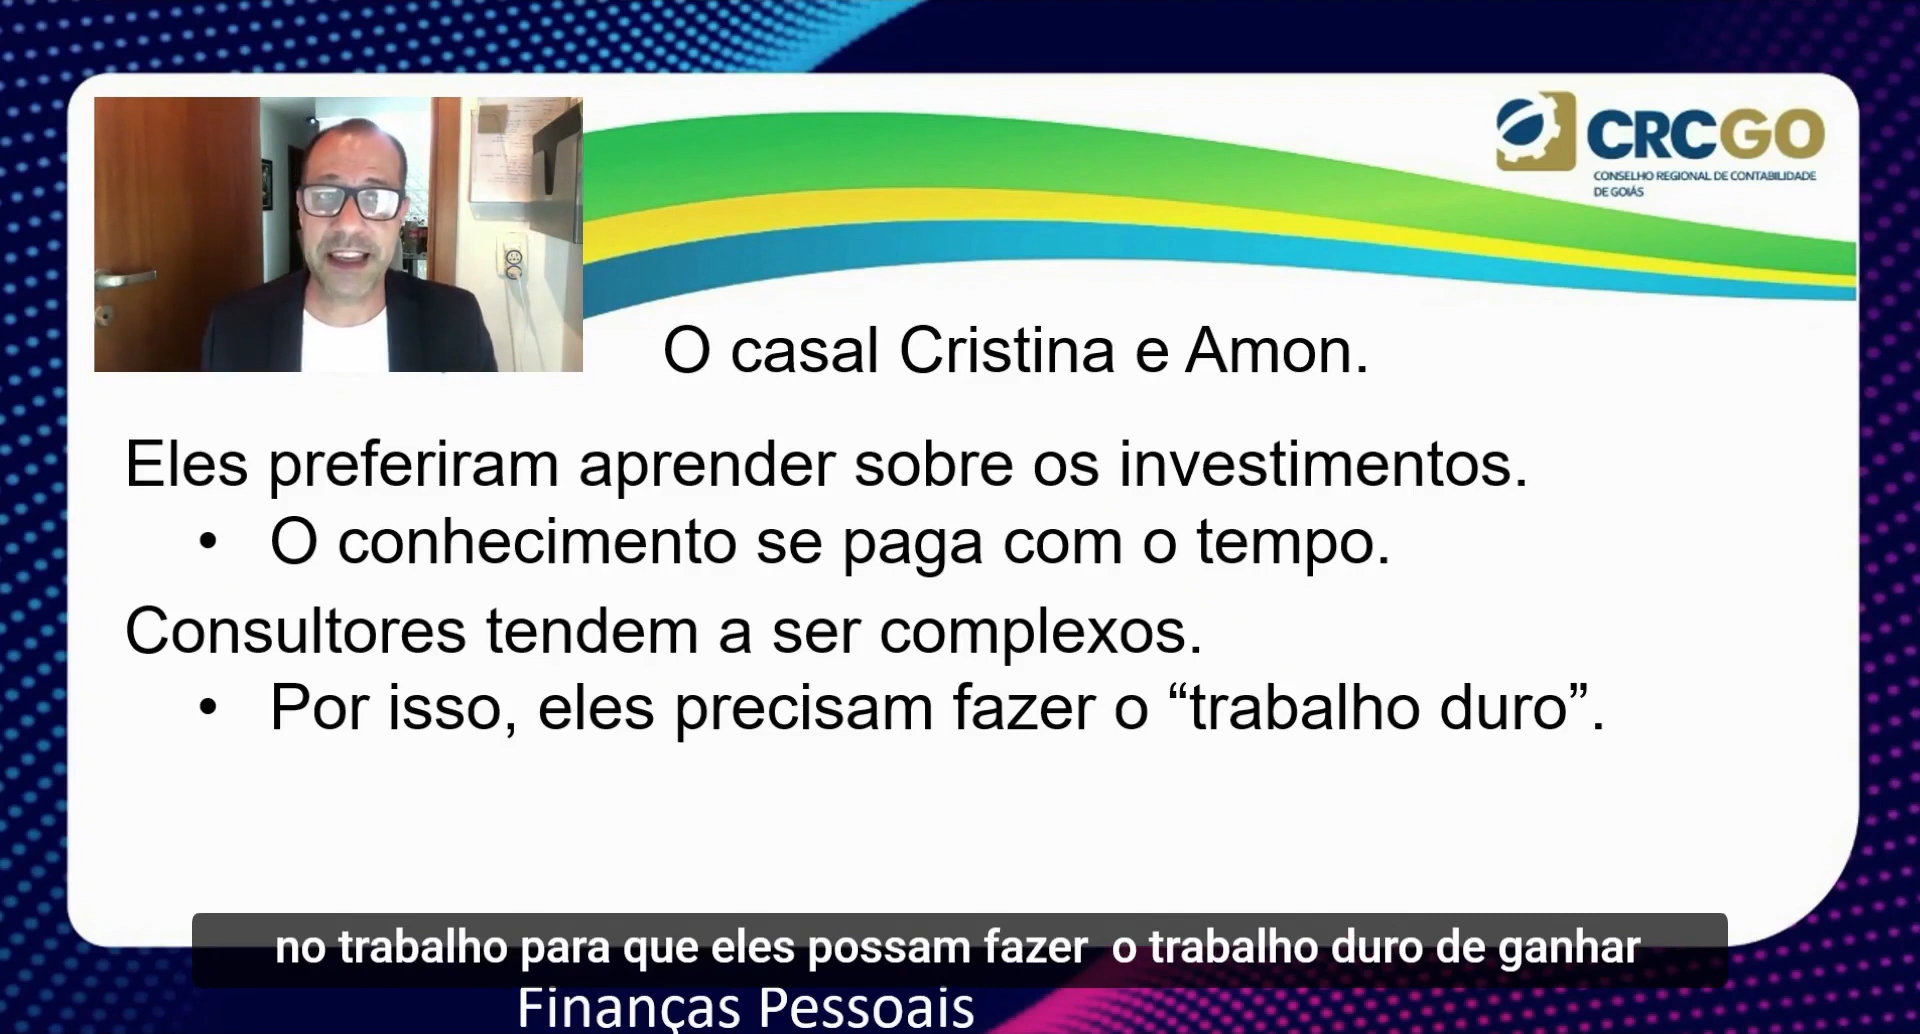 CRCGO
CONSELHO REGIONAL DE CONTABILIDADE
DE GOIÁS
O casal Cristina e Amon.
Eles preferiram aprender sobre os investimentos.
• O conhecimento se paga com o tempo.
Consultores tendem a ser complexos.
• Por isso, eles precisam fazer o “trabalho duro”.
no trabalho para que eles possam fazer o trabalho duro de ganhar
Finanças Pessoais